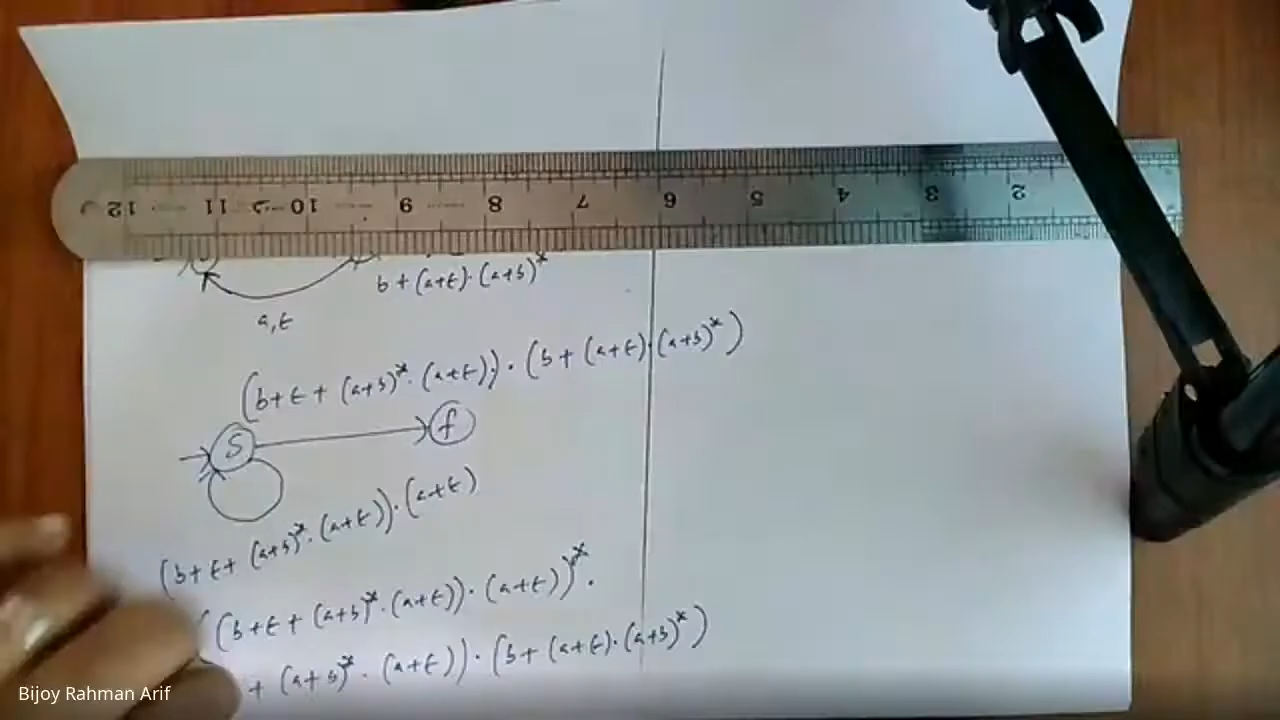 12 11 10 9 8 7 6 5 4 3 2
b+(a+ε)·(a+b)*
a,ε
(b+ε+(a+b)*·(a+ε))·(b+(a+ε)·(a+b)*)
S f
(b+ε+(a+b)*·(a+ε))·(a+ε)
((b+ε+(a+b)*·(a+ε))·(a+ε))*·
+(a+b)*·(a+ε))·(b+(a+ε)·(a+b)*)
Bijoy Rahman Arif